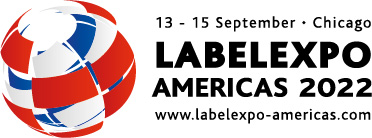 13 - 15 September · Chicago
LABELEXPO
AMERICAS 2022
www.labelexpo-americas.com